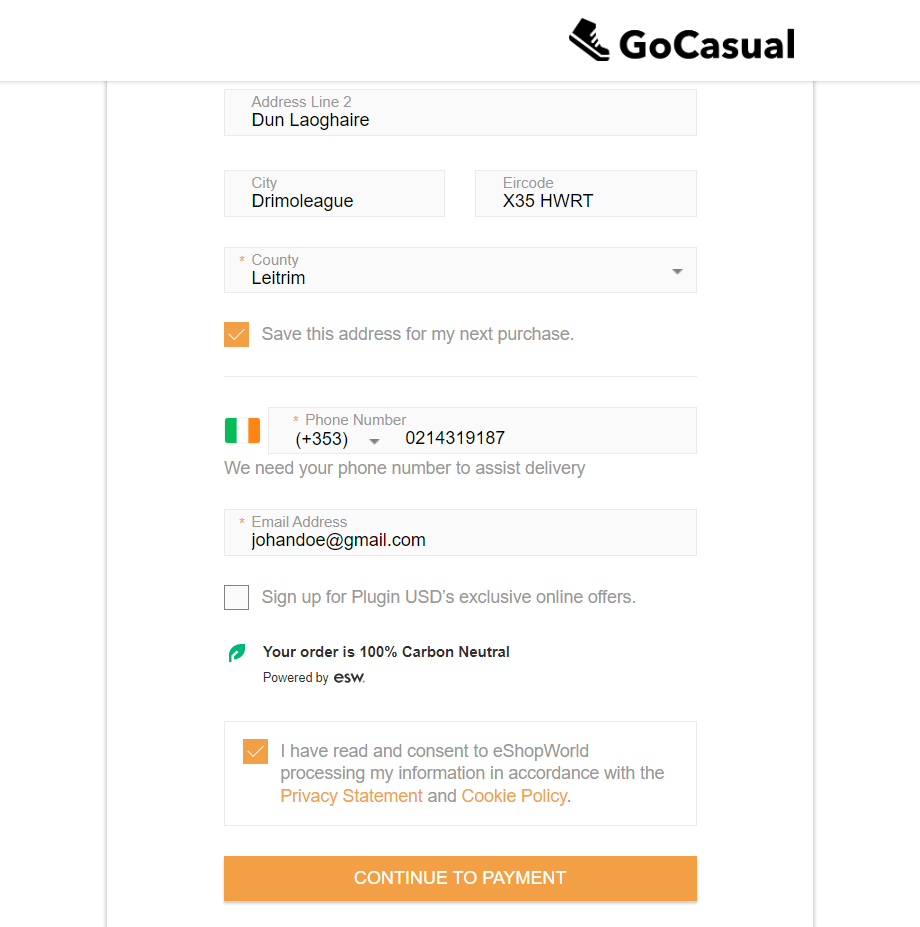 GoCasual
Address Line 2
Dun Laoghaire
City
Drimoleague
Eircode
X35 HWRT
* County
Leitrim
Save this address for my next purchase.
* Phone Number
(+353) 0214319187
We need your phone number to assist delivery
* Email Address
johandoe@gmail.com
Sign up for Plugin USD's exclusive online offers.
Your order is 100% Carbon Neutral
Powered by esw.
I have read and consent to eShopWorld
processing my information in accordance with the
Privacy Statement and Cookie Policy.
CONTINUE TO PAYMENT